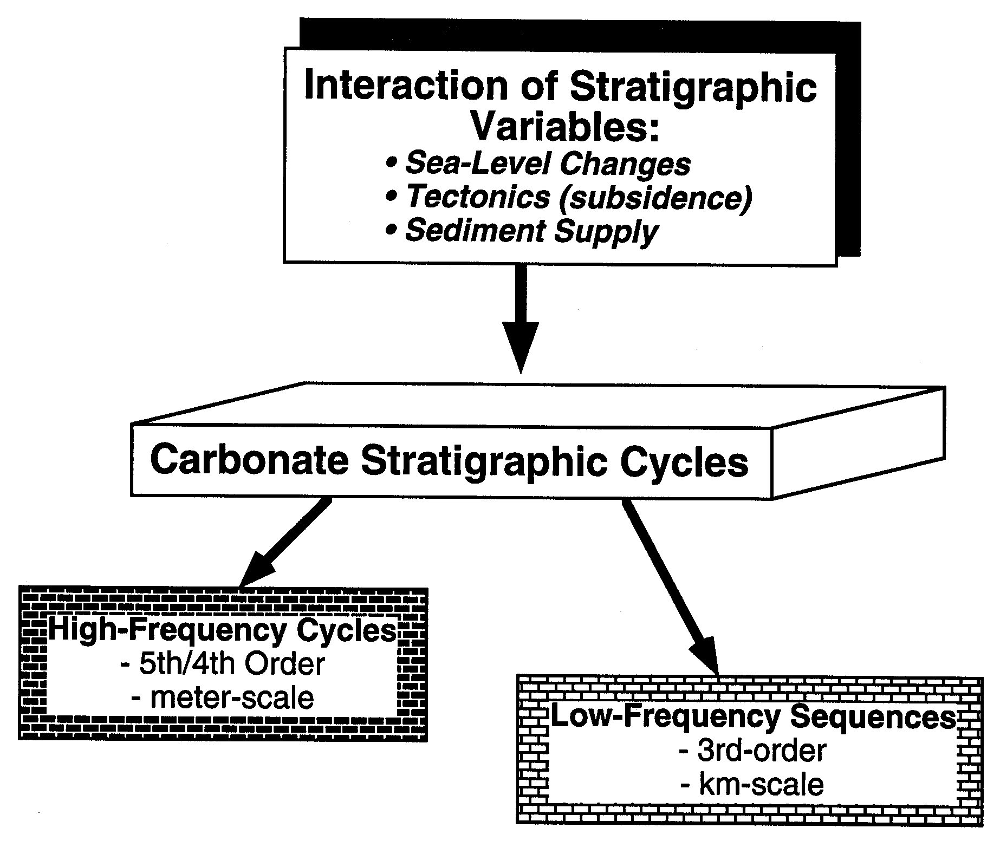 Interaction of Stratigraphic
Variables:
• Sea-Level Changes
• Tectonics (subsidence)
• Sediment Supply
Carbonate Stratigraphic Cycles
High-Frequency Cycles
- 5th/4th Order
- meter-scale
Low-Frequency Sequences
- 3rd-order
- km-scale